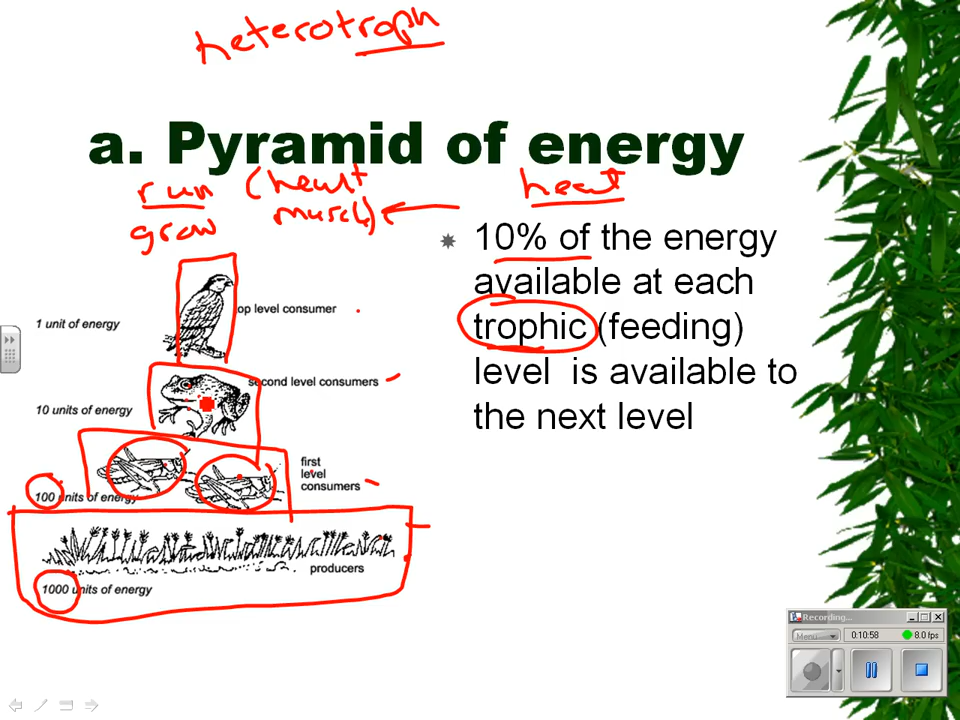 heterotroph
a. Pyramid of energy
run (heart heat
grow muscle)
10% of the energy
available at each
trophic (feeding)
level is available to
the next level
op level consumer
1 unit of energy
second level consumers
10 units of energy
first
level
consumers
100 units of energy
producers
1000 units of energy
Recording...
Menu 0:10:58 8.0 fps